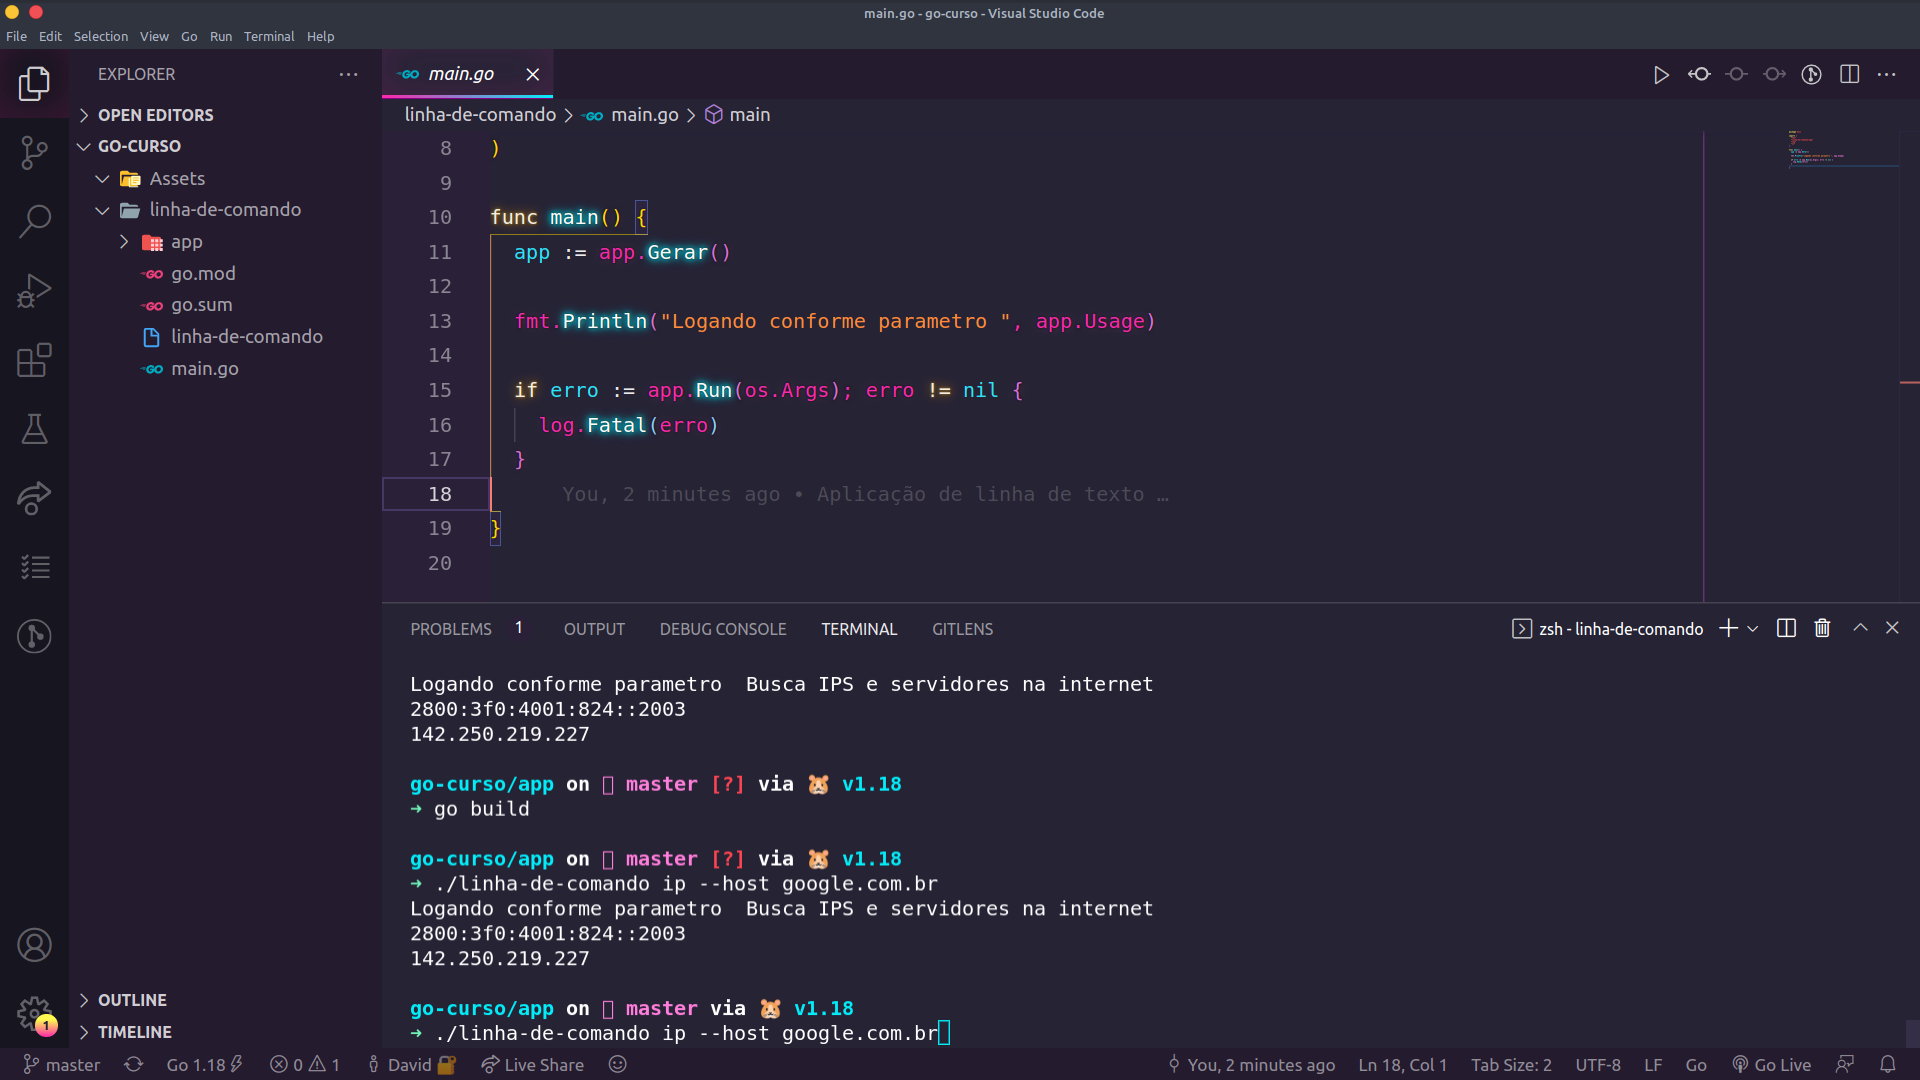 main.go - go-curso - Visual Studio Code
File Edit Selection View Go Run Terminal Help
EXPLORER
OPEN EDITORS
GO-CURSO
Assets
linha-de-comando
app
go.mod
go.sum
linha-de-comando
main.go
OUTLINE
TIMELINE
main.go
linha-de-comando > main.go > main
8 )
9
10 func main() {
11 app := app.Gerar()
12
13 fmt.Println("Logando conforme parametro ", app.Usage)
14
15 if erro := app.Run(os.Args); erro != nil {
16 log.Fatal(erro)
17 }
18 You, 2 minutes ago • Aplicação de linha de texto …
19 }
20
PROBLEMS 1 OUTPUT DEBUG CONSOLE TERMINAL GITLENS
zsh - linha-de-comando
Logando conforme parametro  Busca IPS e servidores na internet
2800:3f0:4001:824::2003
142.250.219.227
go-curso/app on master [?] via 🐹 v1.18
➜ go build
go-curso/app on master [?] via 🐹 v1.18
➜ ./linha-de-comando ip --host google.com.br
Logando conforme parametro  Busca IPS e servidores na internet
2800:3f0:4001:824::2003
142.250.219.227
go-curso/app on master via 🐹 v1.18
➜ ./linha-de-comando ip --host google.com.br
1
master Go 1.18 0 1 David Live Share You, 2 minutes ago Ln 18, Col 1 Tab Size: 2 UTF-8 LF Go Go Live